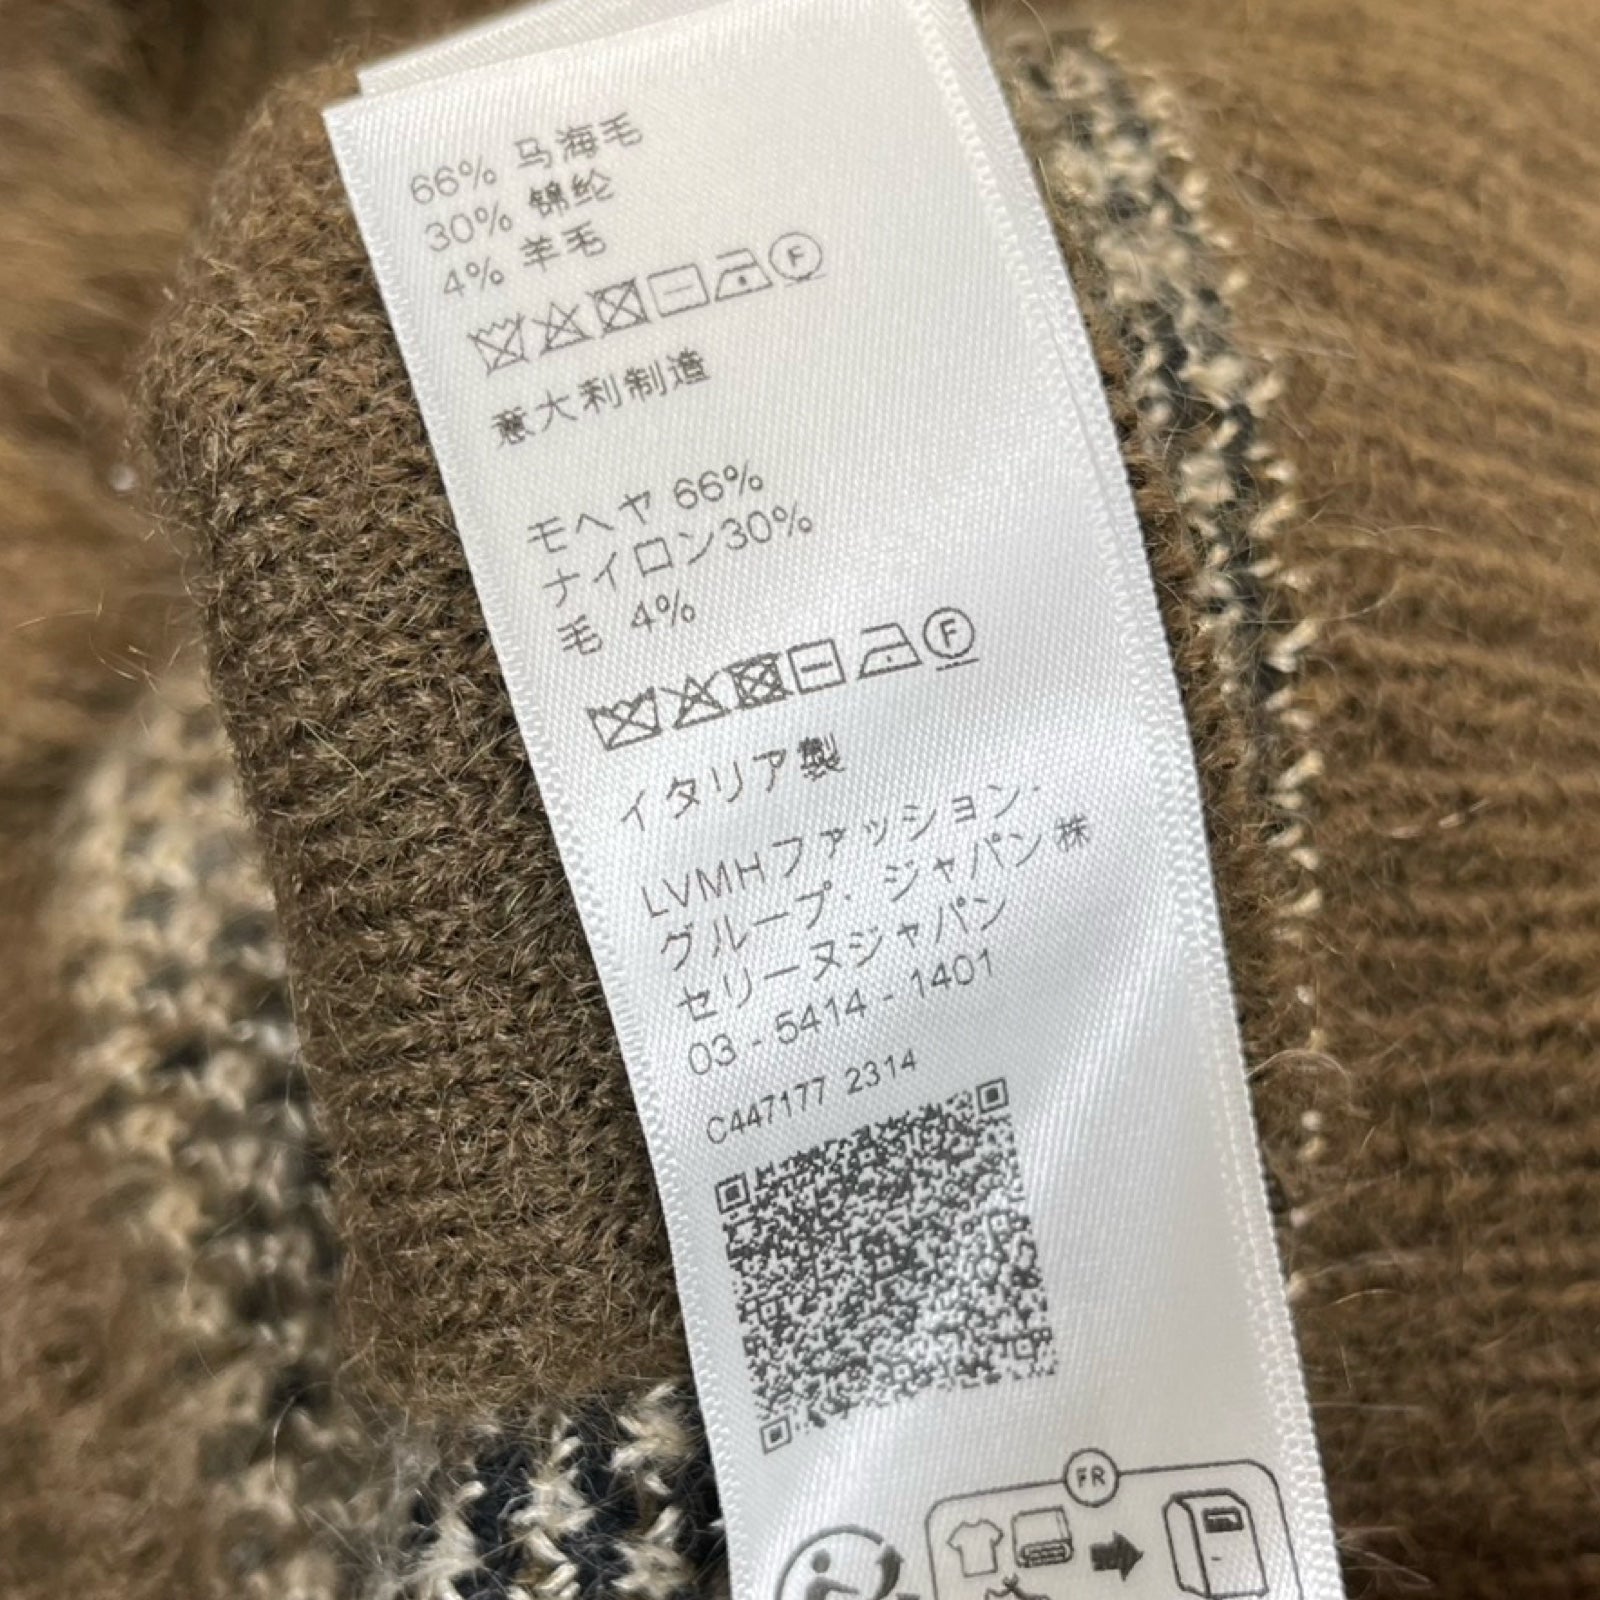 66% 马海毛
30% 锦纶
4% 羊毛
F
意大利制造
モヘヤ 66%
ナイロン30%
毛 4%
F
イタリア製
LVMHファッション・
グループ・ジャパン株
セリーヌジャパン
03 - 5414 - 1401
C447177 2314
FR